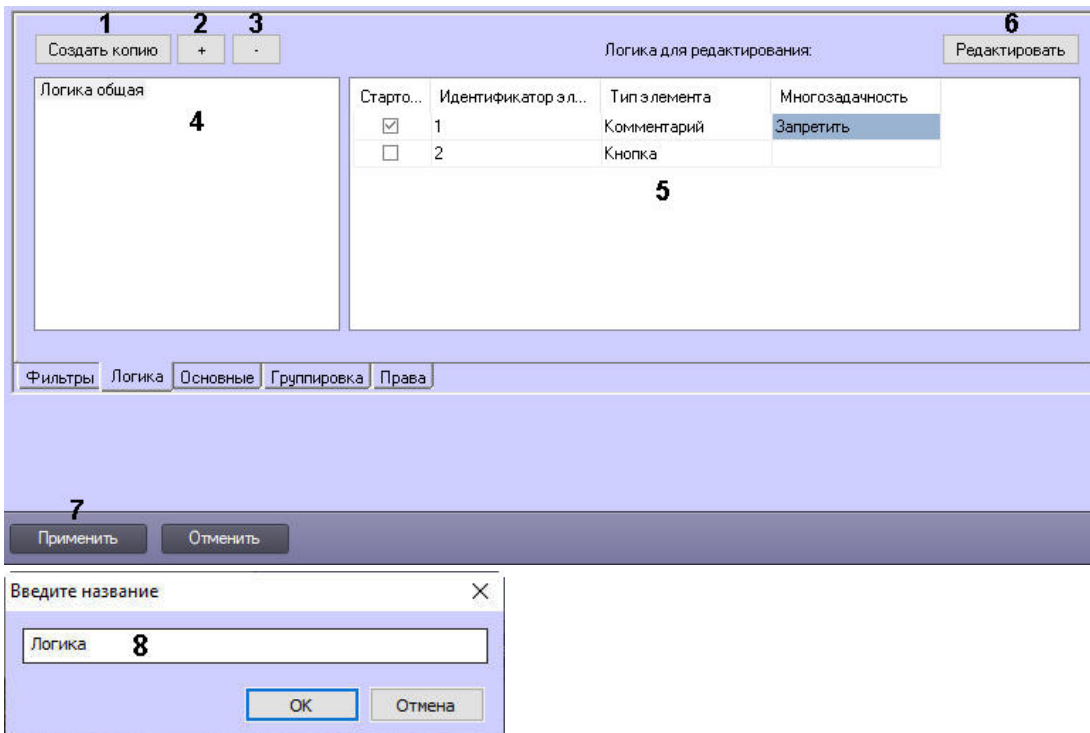 1 2 3 6
Создать копию + - Логика для редактирования: Редактировать
Логика общая
4
Старто... Идентификатор эл... Тип элемента Многозадачность
1 Комментарий Запретить
2 Кнопка
5
Фильтры Логика Основные Группировка Права
7
Применить Отменить
Введите название
Логика 8
ОК Отмена